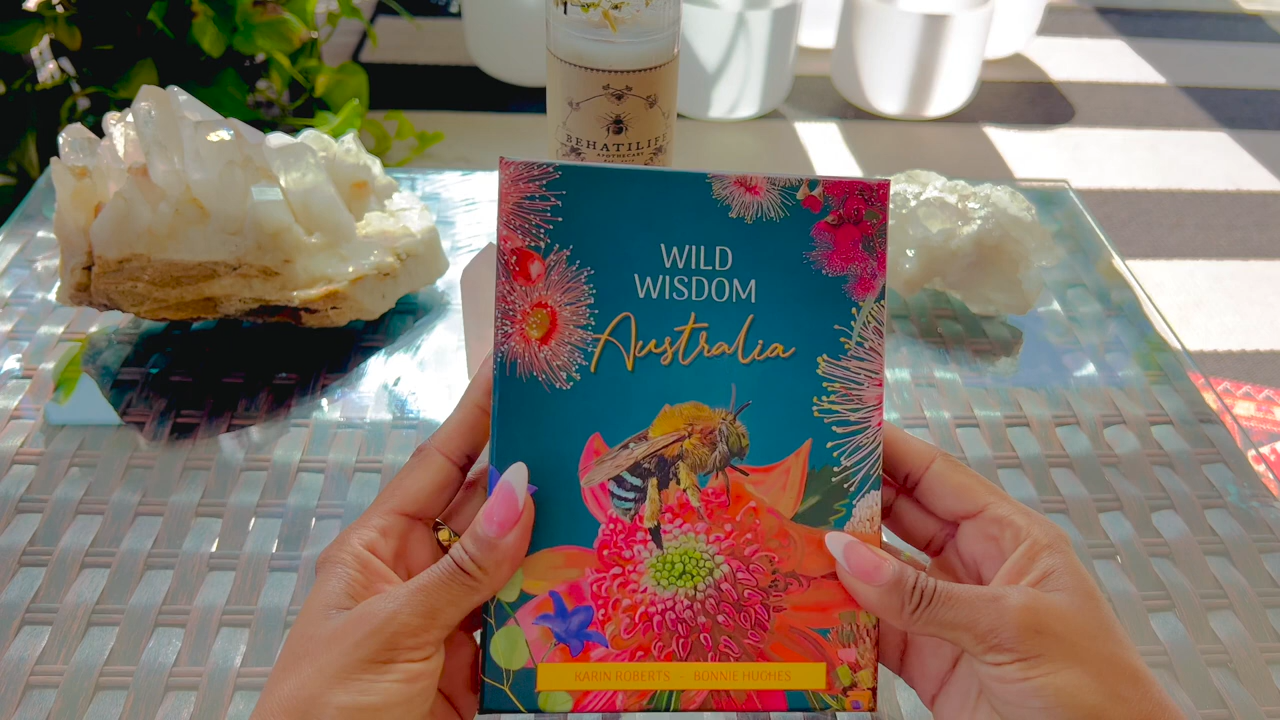 BEHATILIFE
APOTHECARY
WILD
WISDOM
Australia
KARIN ROBERTS - BONNIE HUGHES